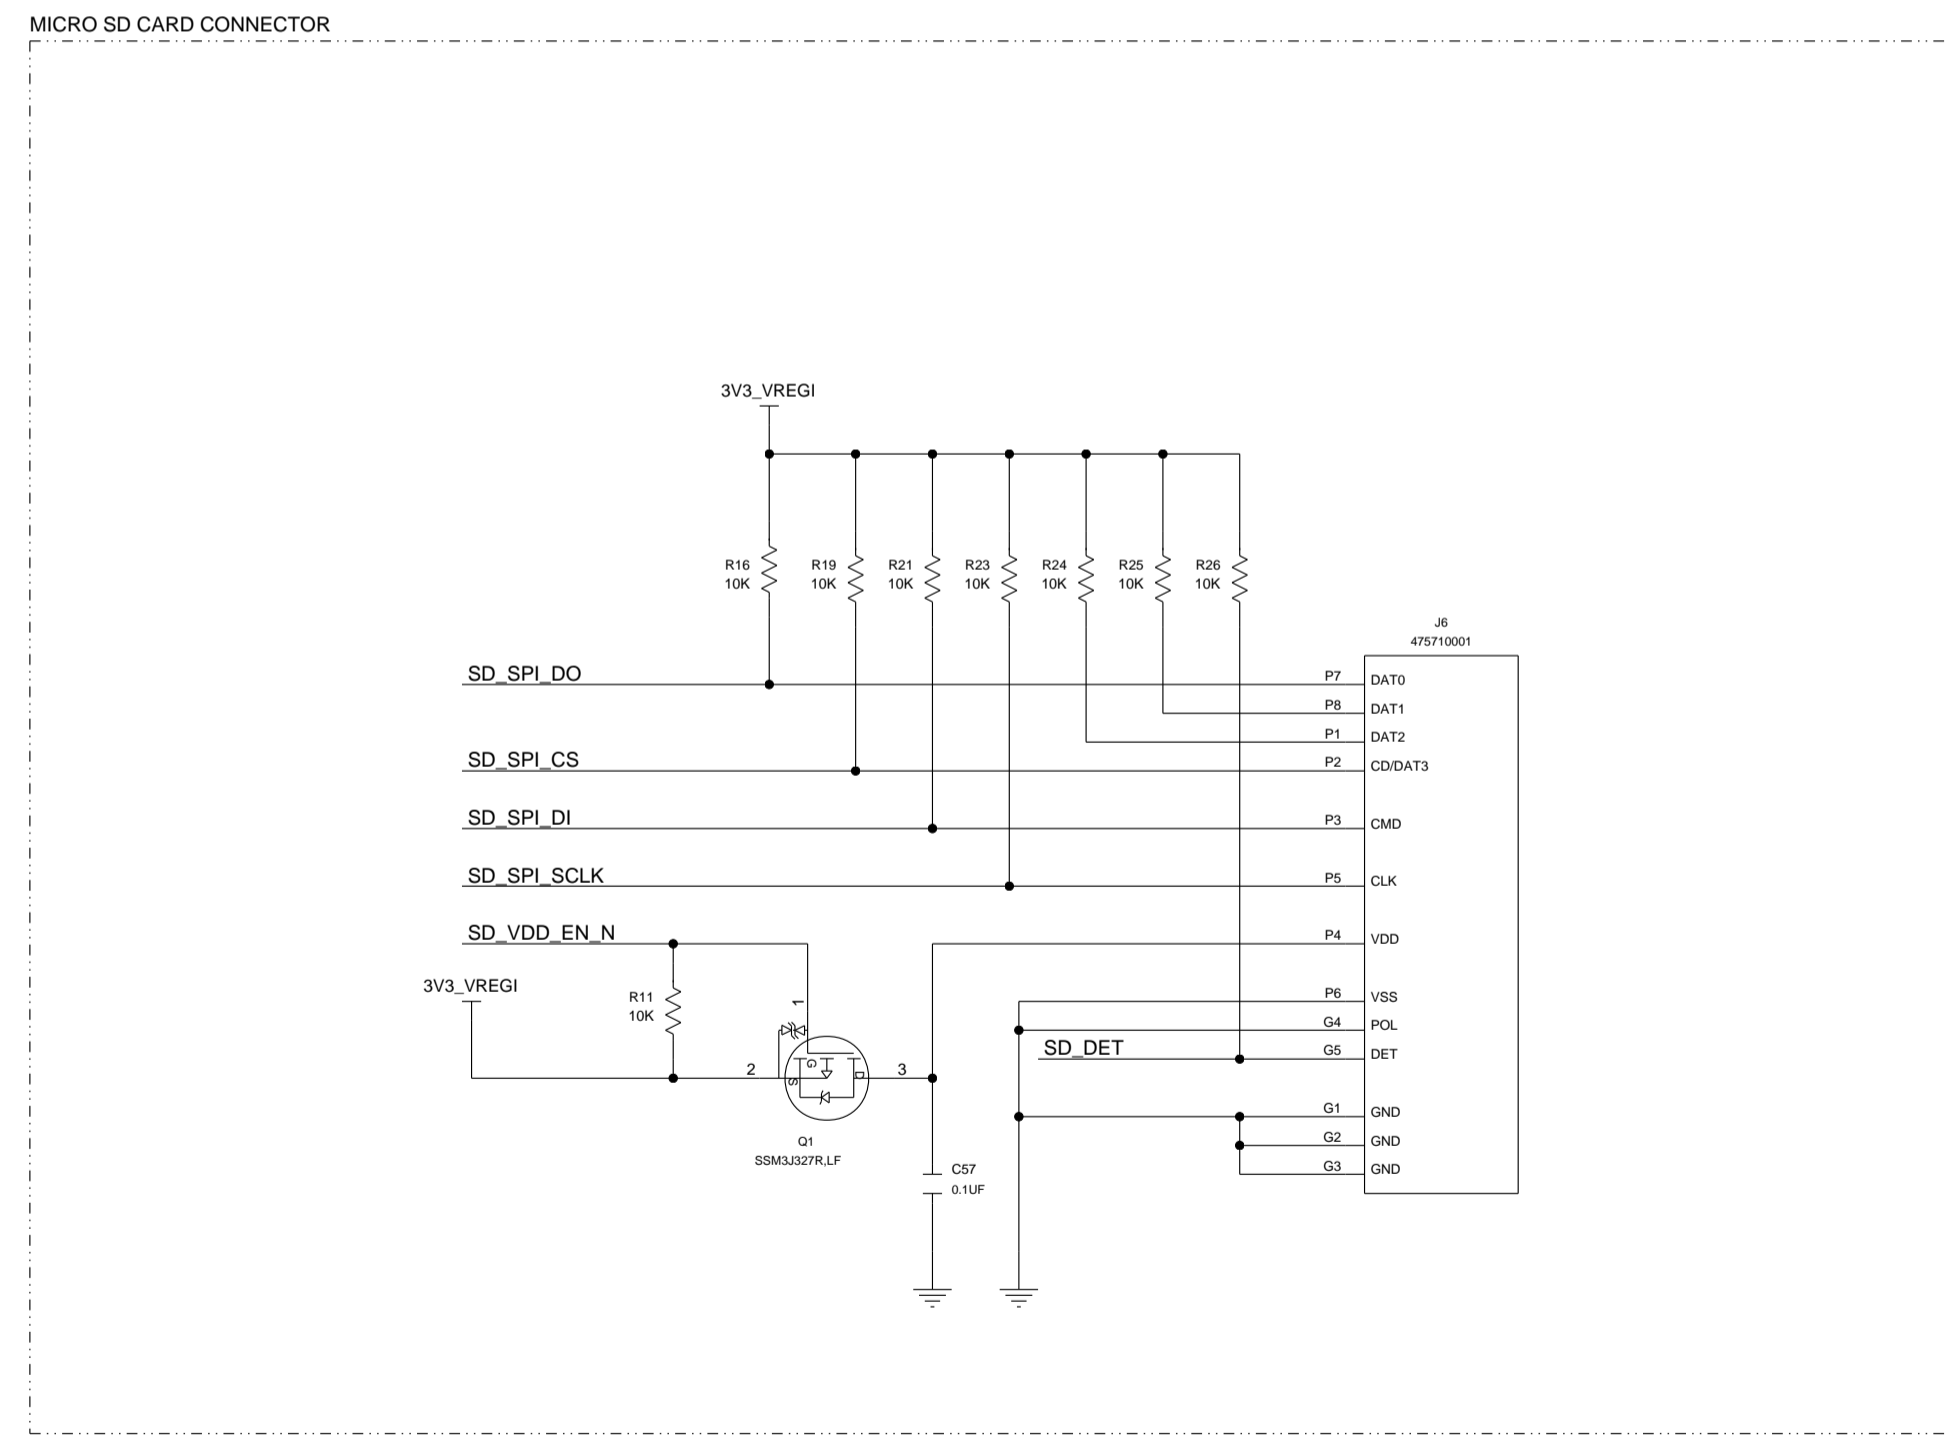 MICRO SD CARD CONNECTOR
3V3_VREGI
R16
10K
R19
10K
R21
10K
R23
10K
R24
10K
R25
10K
R26
10K
J6
475710001
SD_SPI_DO
P7 DAT0
P8 DAT1
P1 DAT2
SD_SPI_CS
P2 CD/DAT3
SD_SPI_DI
P3 CMD
SD_SPI_SCLK
P5 CLK
SD_VDD_EN_N
P4 VDD
3V3_VREGI
R11
10K
1
2
G
S
D
3
Q1
SSM3J327R,LF
P6 VSS
G4 POL
SD_DET
G5 DET
G1 GND
G2 GND
G3 GND
C57
0.1UF